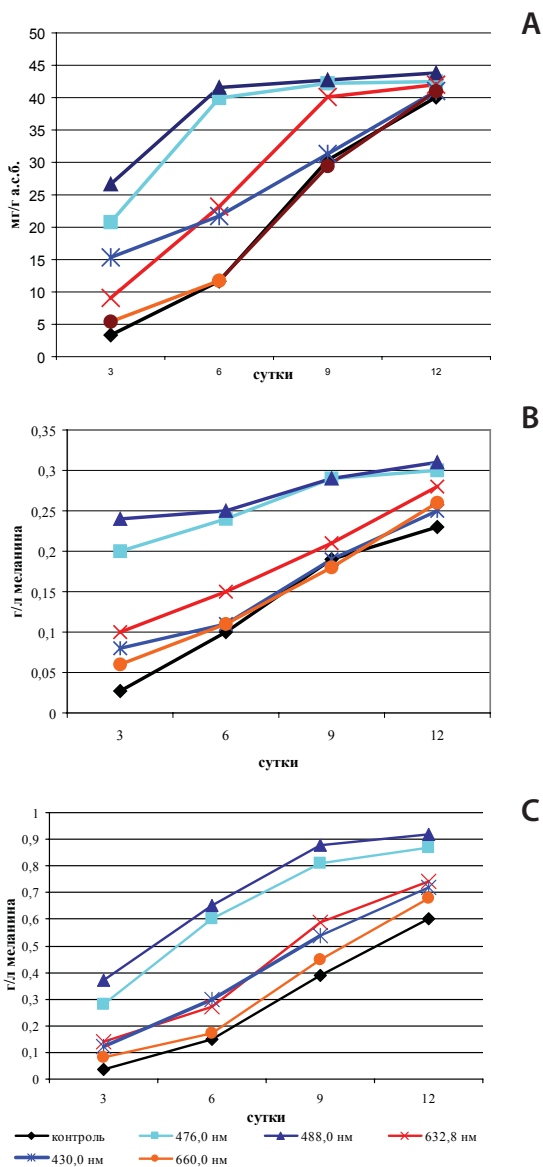 A
50
45
40
35
30
25
20
15
10
5
0
мг/г а.с.б.
3 6 9 12
сутки
B
0,35
0,3
0,25
0,2
0,15
0,1
0,05
0
г/л меланина
3 6 9 12
сутки
C
1
0,9
0,8
0,7
0,6
0,5
0,4
0,3
0,2
0,1
0
г/л меланина
3 6 9 12
сутки
контроль 476,0 нм 488,0 нм 632,8 нм
430,0 нм 660,0 нм